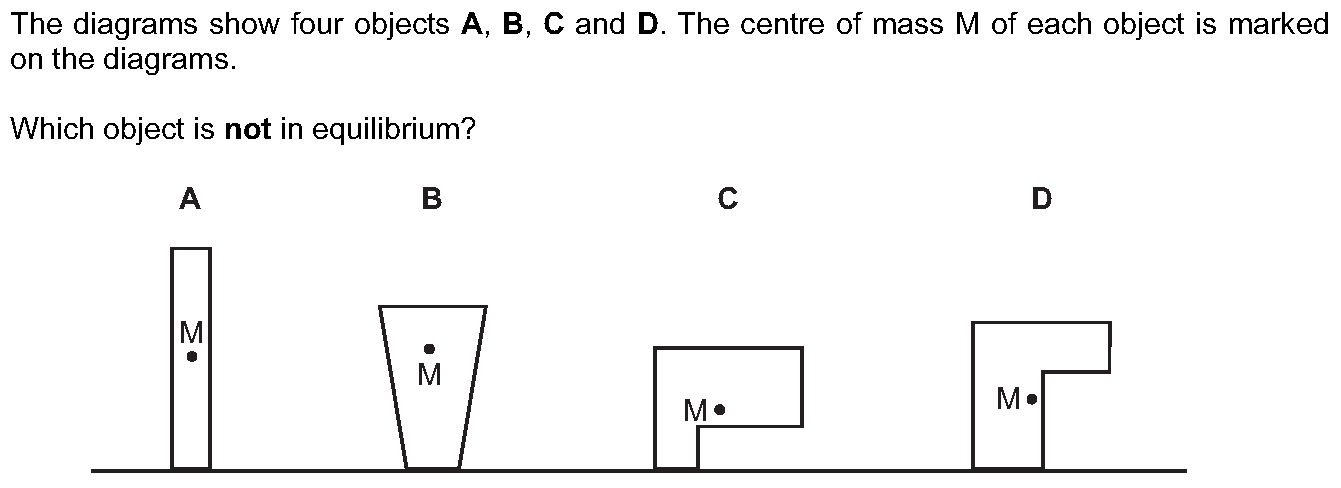 The diagrams show four objects A, B, C and D. The centre of mass M of each object is marked
on the diagrams.
Which object is not in equilibrium?
A B C D
M
M
M
M